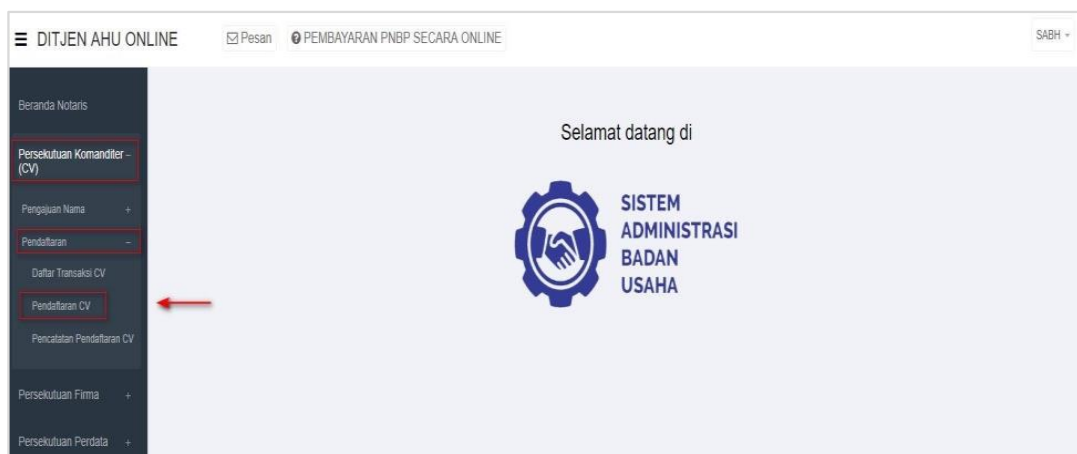 DITJEN AHU ONLINE
Pesan
PEMBAYARAN PNBP SECARA ONLINE
SABH
Beranda Notaris
Persekutuan Komanditer –
(CV)
Pengajuan Nama +
Pendaftaran –
Daftar Transaksi CV
Pendaftaran CV
Pencatatan Pendaftaran CV
Persekutuan Firma +
Persekutuan Perdata +
Selamat datang di
SISTEM
ADMINISTRASI
BADAN
USAHA